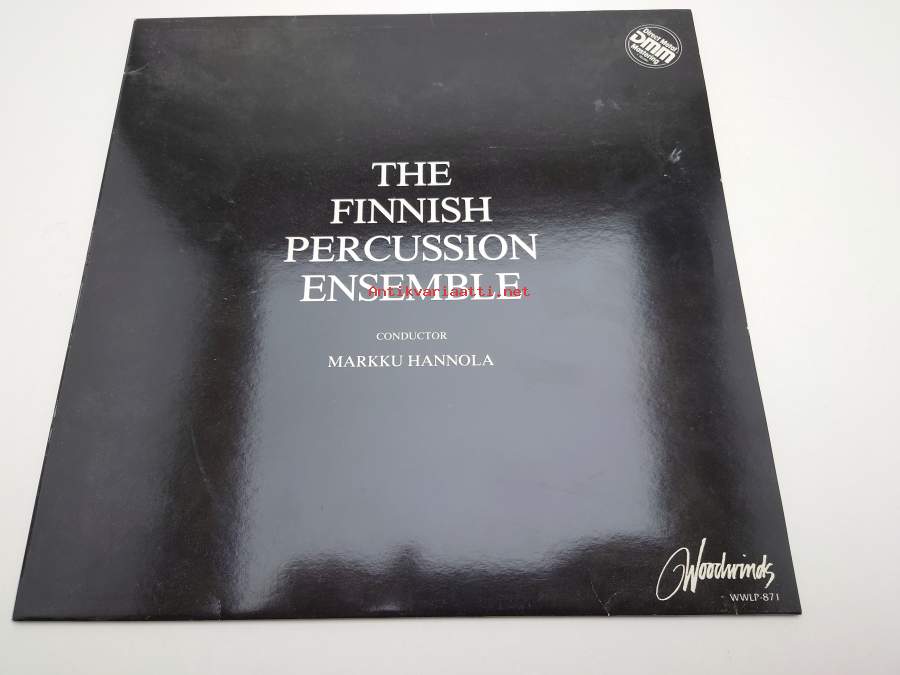 Direct Metal
DMM
Mastering
THE
FINNISH
PERCUSSION
ENSEMBLE
Antikvariaatti.net
CONDUCTOR
MARKKU HANNOLA
Woodwinds
WWLP-871